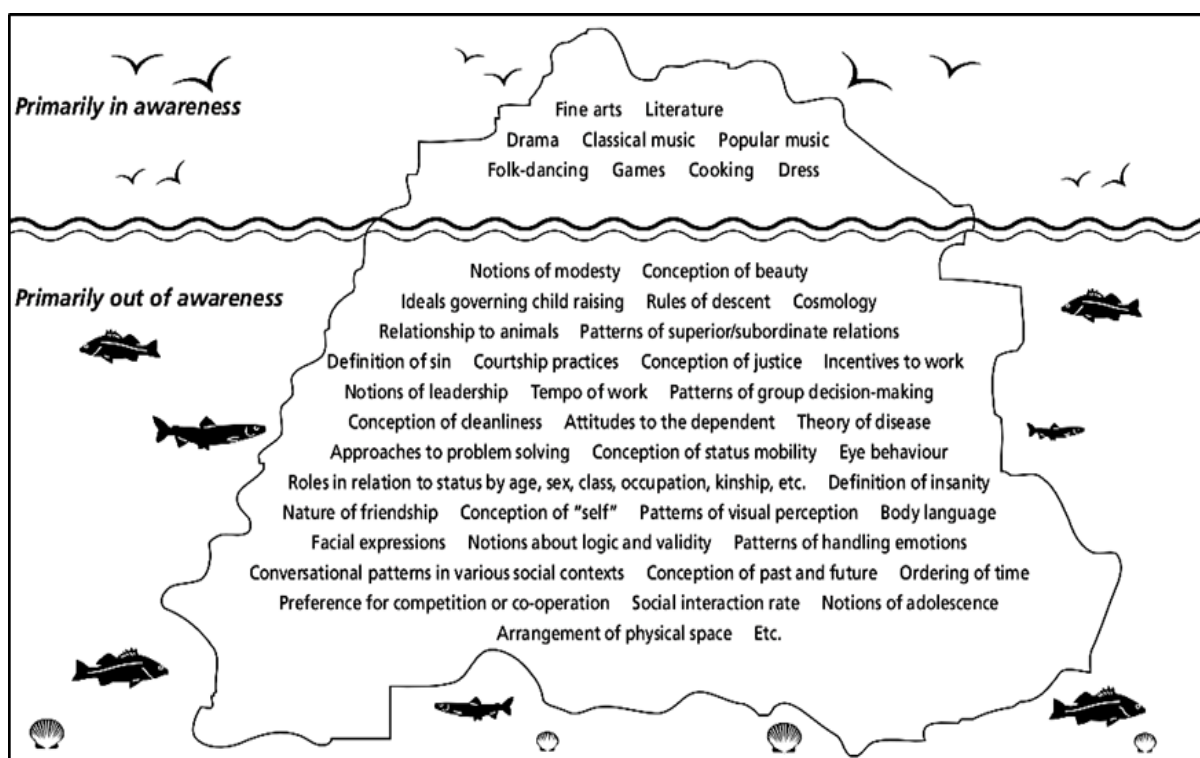 Primarily in awareness
Fine arts Literature
Drama Classical music Popular music
Folk-dancing Games Cooking Dress
Primarily out of awareness
Notions of modesty Conception of beauty
Ideals governing child raising Rules of descent Cosmology
Relationship to animals Patterns of superior/subordinate relations
Definition of sin Courtship practices Conception of justice Incentives to work
Notions of leadership Tempo of work Patterns of group decision-making
Conception of cleanliness Attitudes to the dependent Theory of disease
Approaches to problem solving Conception of status mobility Eye behaviour
Roles in relation to status by age, sex, class, occupation, kinship, etc. Definition of insanity
Nature of friendship Conception of "self" Patterns of visual perception Body language
Facial expressions Notions about logic and validity Patterns of handling emotions
Conversational patterns in various social contexts Conception of past and future Ordering of time
Preference for competition or co-operation Social interaction rate Notions of adolescence
Arrangement of physical space Etc.